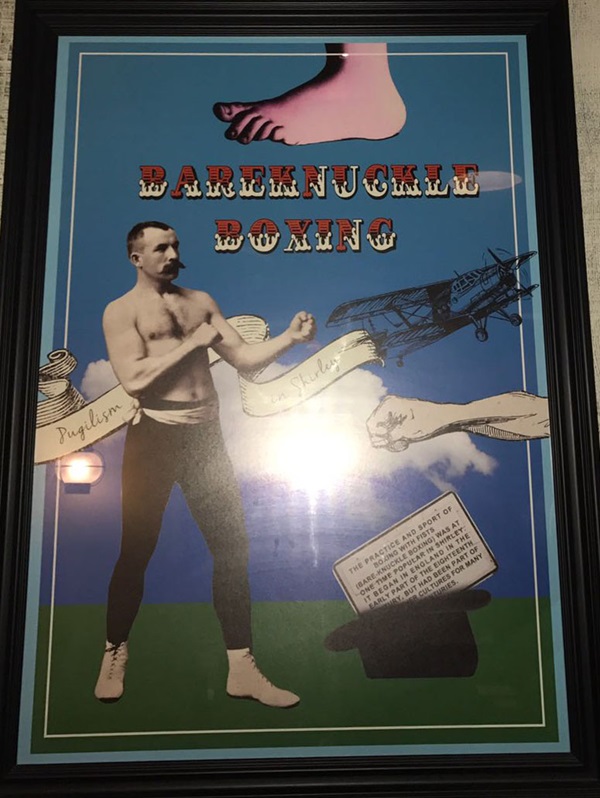 BAREKNUCKLE
BOXING
Pugilism
in Shirley
THE PRACTICE AND SPORT OF
BOXING WITH FISTS
(BARE-KNUCKLE BOXING) WAS AT
ONE TIME POPULAR IN SHIRLEY.
IT BEGAN IN ENGLAND IN THE
EARLY PART OF THE EIGHTEENTH
BUT HAD BEEN PART OF
CULTURES FOR MANY